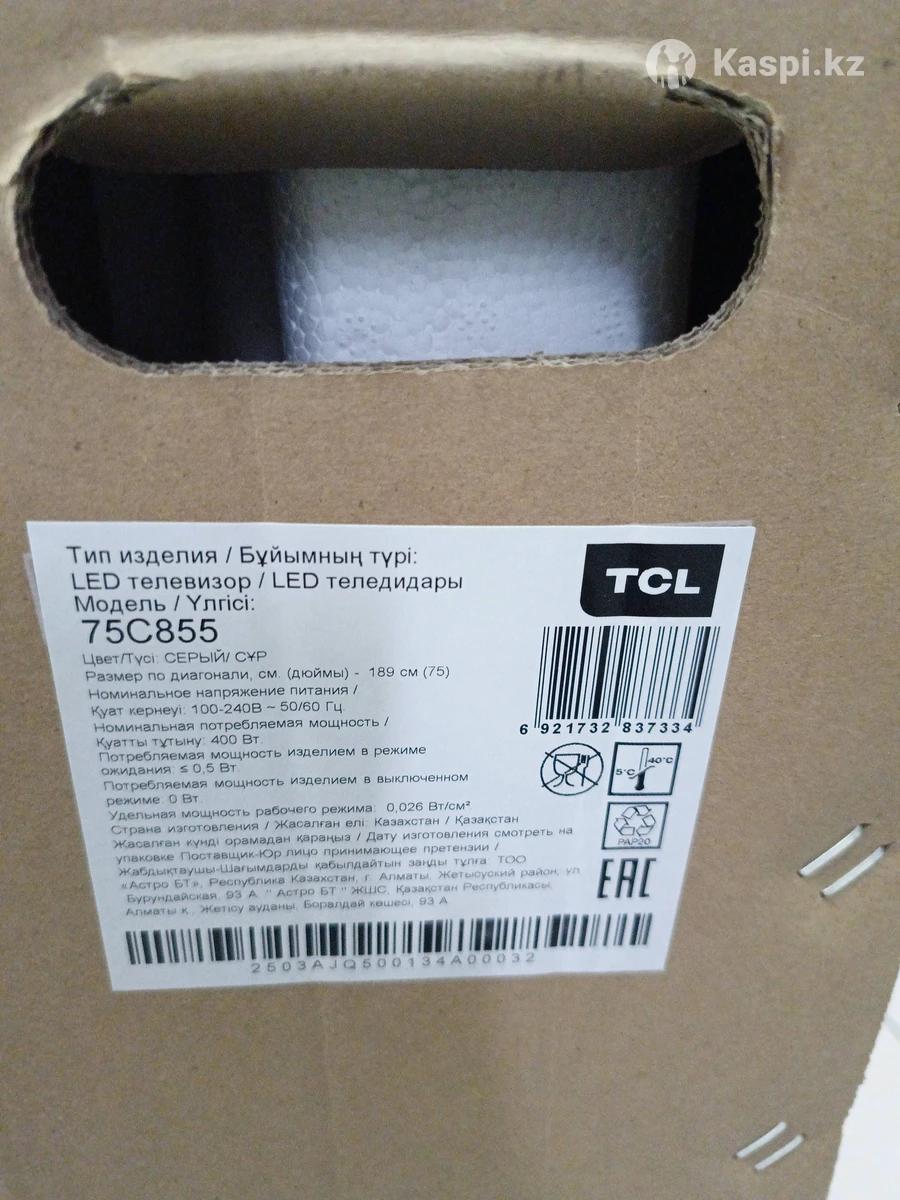 Kaspi.kz
Тип изделия / Бұйымның түрі:
LED телевизор / LED теледидары
Модель / Үлгісі:
75C855
Цвет/Түсі: СЕРЫЙ/ СҰР
Размер по диагонали, см. (дюймы) - 189 см (75)
Номинальное напряжение питания /
Қуат кернеуі: 100-240В ~ 50/60 Гц.
Номинальная потребляемая мощность /
Қуатты тұтыну: 400 Вт.
Потребляемая мощность изделием в режиме
ожидания: ≤ 0,5 Вт.
Потребляемая мощность изделием в выключенном
режиме: 0 Вт.
Удельная мощность рабочего режима: 0,026 Вт/см²
Страна изготовления / Жасалған елі: Казахстан / Қазақстан
Жасалған күнді орамадан қараңыз / Дату изготовления смотреть на
упаковке Поставщик-Юр лицо принимающее претензии /
Жабдықтаушы-Шағымдарды қабылдайтын заңды тұлға: ТОО
«Астро БТ», Республика Казахстан, г. Алматы, Жетысуский район, ул.
Бурундайская, 93 А. " Астро БТ " ЖШС, Қазақстан Республикасы,
Алматы к., Жетісу ауданы, Боралдай көшесі, 93 А
TCL
6 921732 837334
5°C 40°C
PAP20
EAC
2503AJQ500134A00032